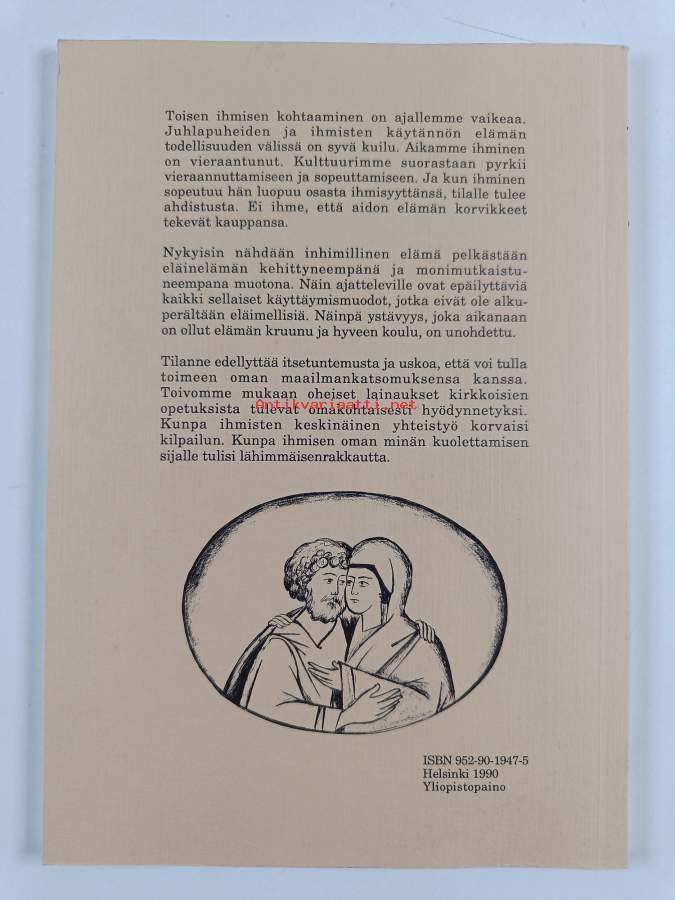 Toisen ihmisen kohtaaminen on ajallemme vaikeaa.
Juhlapuheiden ja ihmisten käytännön elämän
todellisuuden välissä on syvä kuilu. Aikamme ihminen
on vieraantunut. Kulttuurimme suorastaan pyrkii
vieraannuttamiseen ja sopeuttamiseen. Ja kun ihminen
sopeutuu hän luopuu osasta ihmisyyttänsä, tilalle tulee
ahdistusta. Ei ihme, että aidon elämän korvikkeet
tekevät kauppansa.
Nykyisin nähdään inhimillinen elämä pelkästään
eläinelämän kehittyneempänä ja monimutkaistu-
neempana muotona. Näin ajatteleville ovat epäilyttäviä
kaikki sellaiset käyttäymismuodot, jotka eivät ole alku-
perältään eläimellisiä. Näinpä ystävyys, joka aikanaan
on ollut elämän kruunu ja hyveen koulu, on unohdettu.
Tilanne edellyttää itsetuntemusta ja uskoa, että voi tulla
toimeen oman maailmankatsomuksensa kanssa.
Toivomme mukaan oheiset lainaukset kirkkoisien
opetuksista tulevat omakohtaisesti hyödynnetyksi.
Antikvariaatti.net
Kunpa ihmisten keskinäinen yhteistyö korvaisi
kilpailun. Kunpa ihmisen oman minän kuolettamisen
sijalle tulisi lähimmäisenrakkautta.
ISBN 952-90-1947-5
Helsinki 1990
Yliopistopaino